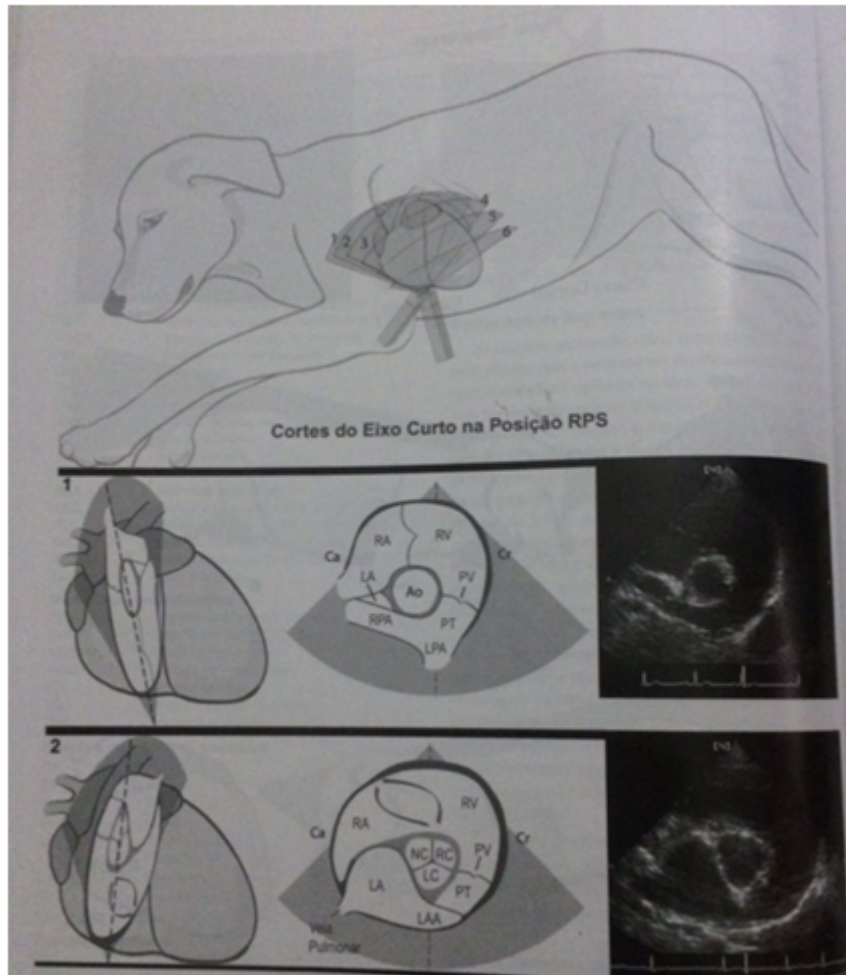 1 2 3 4
5
6
Cortes do Eixo Curto na Posição RPS
1
Ca RA RV Cr
LA Ao PV
RPA PT
LPA
2
Ca RA RV Cr
NC RC PV
LC
LA PT
LAA
Veia
Pulmonar